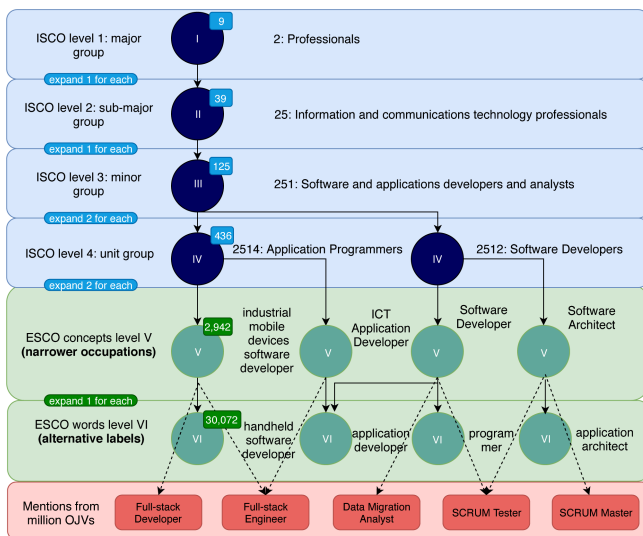 9
ISCO level 1: major
group
I
2: Professionals
expand 1 for each
39
ISCO level 2: sub-major
group
II
25: Information and communications technology professionals
expand 1 for each
125
ISCO level 3: minor
group
III
251: Software and applications developers and analysts
expand 2 for each
436
ISCO level 4: unit group
IV
2514: Application Programmers
IV
2512: Software Developers
expand 2 for each
2,942
ESCO concepts level V
(narrower occupations)
V
industrial
mobile
devices
software
developer
V
ICT
Application
Developer
V
Software
Developer
V
Software
Architect
expand 1 for each
30,072
ESCO words level VI
(alternative labels)
VI
handheld
software
developer
VI
application
developer
VI
program
mer
VI
application
architect
Mentions from
million OJVs
Full-stack
Developer
Full-stack
Engineer
Data Migration
Analyst
SCRUM Tester
SCRUM Master